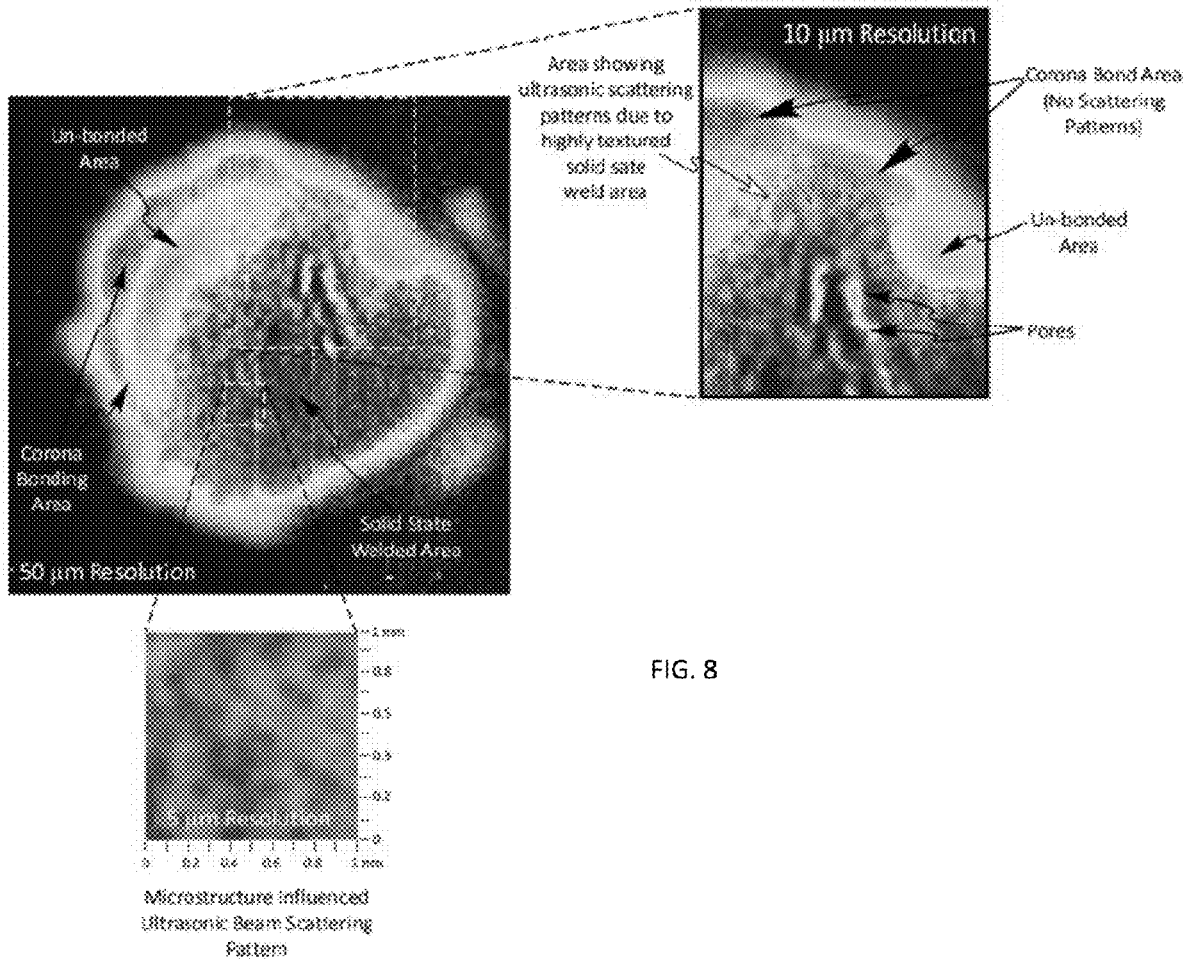 10 μm Resolution
Area showing
ultrasonic scattering
patterns due to
highly textured
solid sate
weld area
Corona Bond Area
(No Scattering
Patterns)
Un-bonded
Area
Pores
Un-bonded
Area
Corona
Bonding
Area
Solid State
Welded Area
50 μm Resolution
1 mm
0.8
0.5
0.3
0.2
0
0 0.2 0.4 0.6 0.8 1 mm
Microstructure Influenced
Ultrasonic Beam Scattering
Pattern
FIG. 8